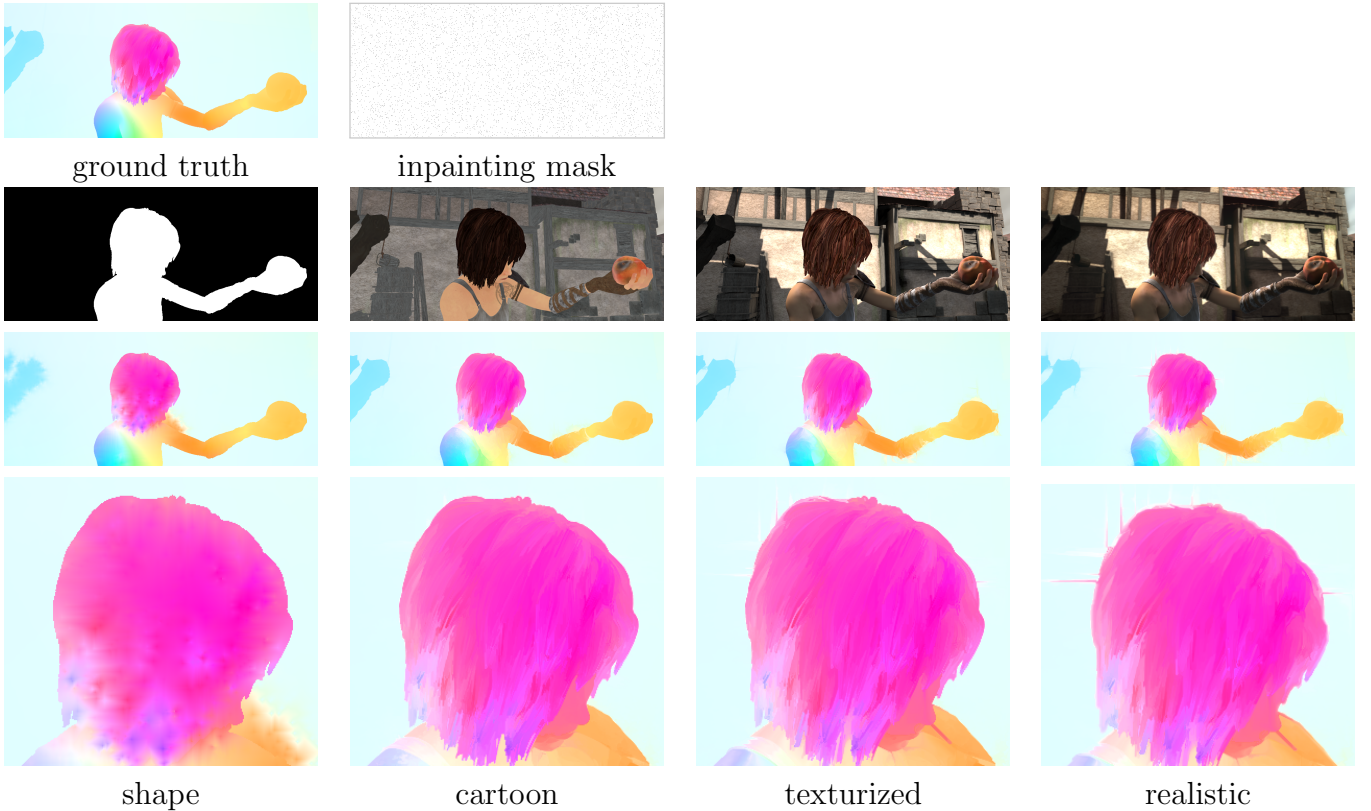 ground truth
inpainting mask
shape
cartoon
texturized
realistic